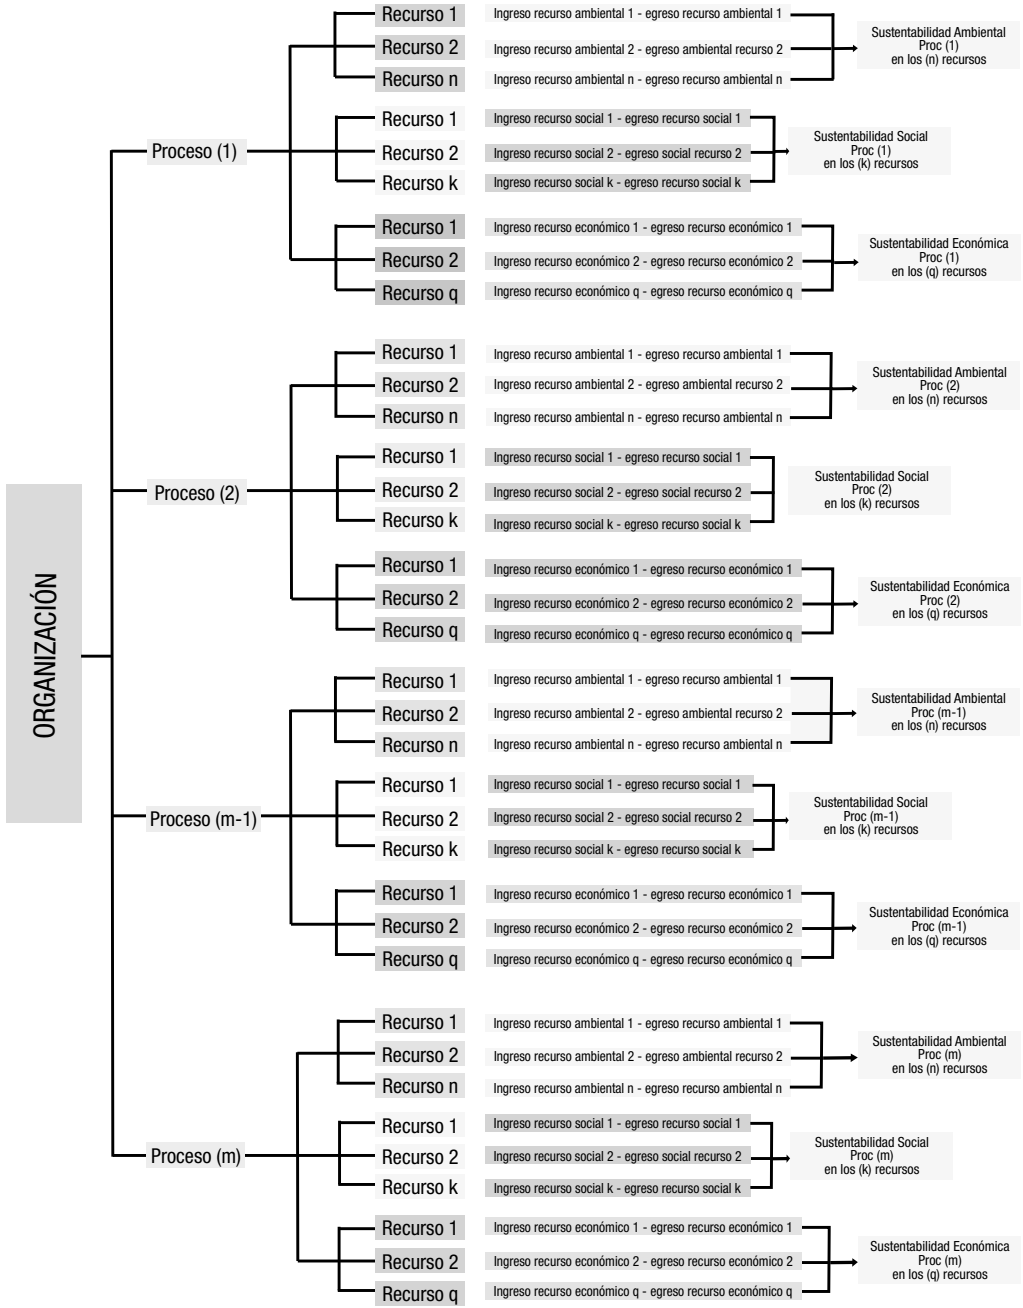 ORGANIZACIÓN
Proceso (1)
Recurso 1
Ingreso recurso ambiental 1 - egreso recurso ambiental 1
Recurso 2
Ingreso recurso ambiental 2 - egreso ambiental recurso 2
Recurso n
Ingreso recurso ambiental n - egreso recurso ambiental n
Sustentabilidad Ambiental
Proc (1)
en los (n) recursos
Recurso 1
Ingreso recurso social 1 - egreso recurso social 1
Recurso 2
Ingreso recurso social 2 - egreso social recurso 2
Recurso k
Ingreso recurso social k - egreso recurso social k
Sustentabilidad Social
Proc (1)
en los (k) recursos
Recurso 1
Ingreso recurso económico 1 - egreso recurso económico 1
Recurso 2
Ingreso recurso económico 2 - egreso recurso económico 2
Recurso q
Ingreso recurso económico q - egreso recurso económico q
Sustentabilidad Económica
Proc (1)
en los (q) recursos
Proceso (2)
Recurso 1
Ingreso recurso ambiental 1 - egreso recurso ambiental 1
Recurso 2
Ingreso recurso ambiental 2 - egreso ambiental recurso 2
Recurso n
Ingreso recurso ambiental n - egreso recurso ambiental n
Sustentabilidad Ambiental
Proc (2)
en los (n) recursos
Recurso 1
Ingreso recurso social 1 - egreso recurso social 1
Recurso 2
Ingreso recurso social 2 - egreso social recurso 2
Recurso k
Ingreso recurso social k - egreso recurso social k
Sustentabilidad Social
Proc (2)
en los (k) recursos
Recurso 1
Ingreso recurso económico 1 - egreso recurso económico 1
Recurso 2
Ingreso recurso económico 2 - egreso recurso económico 2
Recurso q
Ingreso recurso económico q - egreso recurso económico q
Sustentabilidad Económica
Proc (2)
en los (q) recursos
Proceso (m-1)
Recurso 1
Ingreso recurso ambiental 1 - egreso recurso ambiental 1
Recurso 2
Ingreso recurso ambiental 2 - egreso ambiental recurso 2
Recurso n
Ingreso recurso ambiental n - egreso recurso ambiental n
Sustentabilidad Ambiental
Proc (m-1)
en los (n) recursos
Recurso 1
Ingreso recurso social 1 - egreso recurso social 1
Recurso 2
Ingreso recurso social 2 - egreso social recurso 2
Recurso k
Ingreso recurso social k - egreso recurso social k
Sustentabilidad Social
Proc (m-1)
en los (k) recursos
Recurso 1
Ingreso recurso económico 1 - egreso recurso económico 1
Recurso 2
Ingreso recurso económico 2 - egreso recurso económico 2
Recurso q
Ingreso recurso económico q - egreso recurso económico q
Sustentabilidad Económica
Proc (m-1)
en los (q) recursos
Proceso (m)
Recurso 1
Ingreso recurso ambiental 1 - egreso recurso ambiental 1
Recurso 2
Ingreso recurso ambiental 2 - egreso ambiental recurso 2
Recurso n
Ingreso recurso ambiental n - egreso recurso ambiental n
Sustentabilidad Ambiental
Proc (m)
en los (n) recursos
Recurso 1
Ingreso recurso social 1 - egreso recurso social 1
Recurso 2
Ingreso recurso social 2 - egreso social recurso 2
Recurso k
Ingreso recurso social k - egreso recurso social k
Sustentabilidad Social
Proc (m)
en los (k) recursos
Recurso 1
Ingreso recurso económico 1 - egreso recurso económico 1
Recurso 2
Ingreso recurso económico 2 - egreso recurso económico 2
Recurso q
Ingreso recurso económico q - egreso recurso económico q
Sustentabilidad Económica
Proc (m)
en los (q) recursos